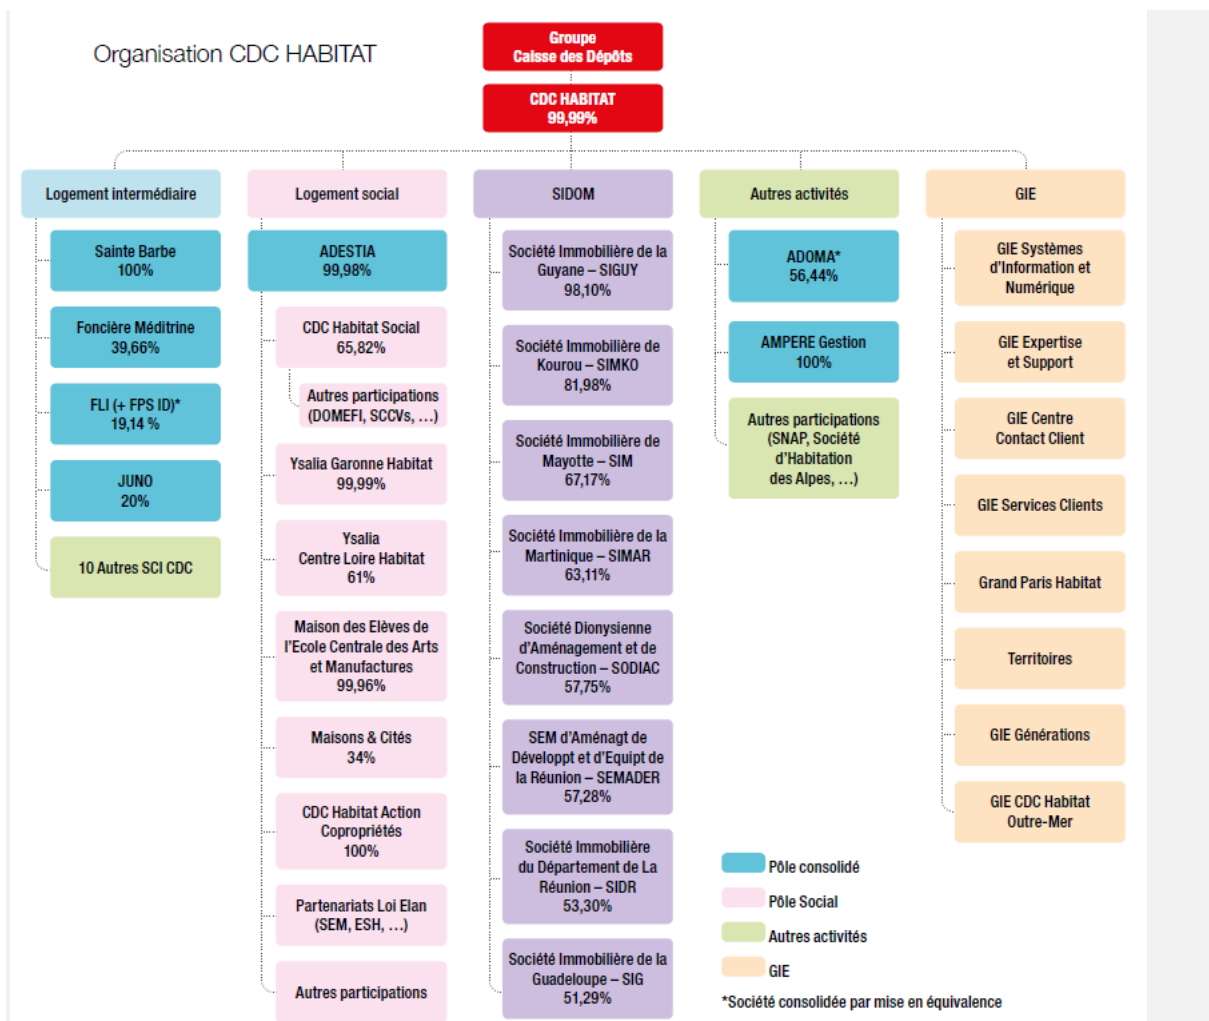 Organisation CDC HABITAT
Groupe
Caisse des Dépôts
CDC HABITAT
99,99%
Logement intermédiaire
Sainte Barbe
100%
Foncière Méditrine
39,66%
FLI (+ FPS ID)*
19,14 %
JUNO
20%
10 Autres SCI CDC
Logement social
ADESTIA
99,98%
CDC Habitat Social
65,82%
Autres participations
(DOMEFI, SCCVs, …)
Ysalia Garonne Habitat
99,99%
Ysalia
Centre Loire Habitat
61%
Maison des Elèves de
l'Ecole Centrale des Arts
et Manufactures
99,96%
Maisons & Cités
34%
CDC Habitat Action
Copropriétés
100%
Partenariats Loi Elan
(SEM, ESH, …)
Autres participations
SIDOM
Société Immobilière de la
Guyane – SIGUY
98,10%
Société Immobilière de
Kourou – SIMKO
81,98%
Société Immobilière de
Mayotte – SIM
67,17%
Société Immobilière de la
Martinique – SIMAR
63,11%
Société Dionysienne
d'Aménagement et de
Construction – SODIAC
57,75%
SEM d'Aménagt de
Développt et d'Equipt de
la Réunion – SEMADER
57,28%
Société Immobilière
du Département de La
Réunion – SIDR
53,30%
Société Immobilière de la
Guadeloupe – SIG
51,29%
Autres activités
ADOMA*
56,44%
AMPERE Gestion
100%
Autres participations
(SNAP, Société
d'Habitation
des Alpes, …)
GIE
GIE Systèmes
d'Information et
Numérique
GIE Expertise
et Support
GIE Centre
Contact Client
GIE Services Clients
Grand Paris Habitat
Territoires
GIE Générations
GIE CDC Habitat
Outre-Mer
Pôle consolidé
Pôle Social
Autres activités
GIE
*Société consolidée par mise en équivalence